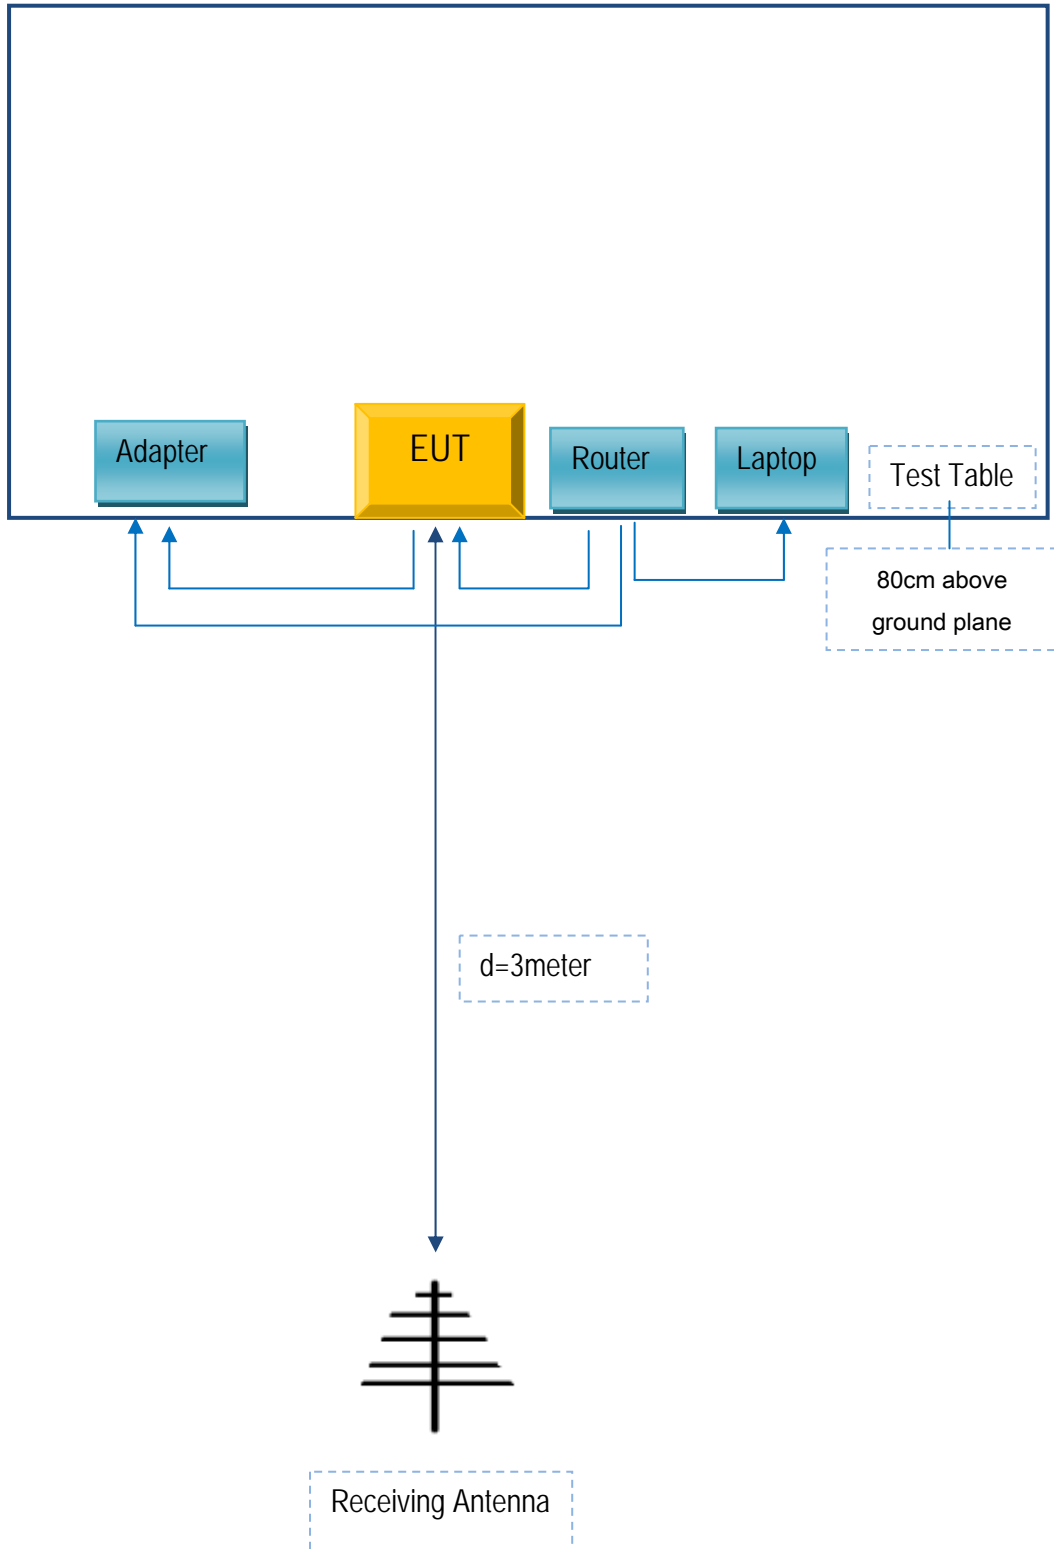 Adapter
EUT
Router
Laptop
Test Table
80cm above
ground plane
d=3meter
Receiving Antenna